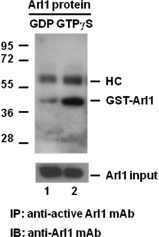 Arl1 protein
GDP GTPγS
95
72
55
HC
43
GST-Arl1
36
28
Arl1 input
1 2
IP: anti-active Arl1 mAb
IB: anti-Arl1 mAb